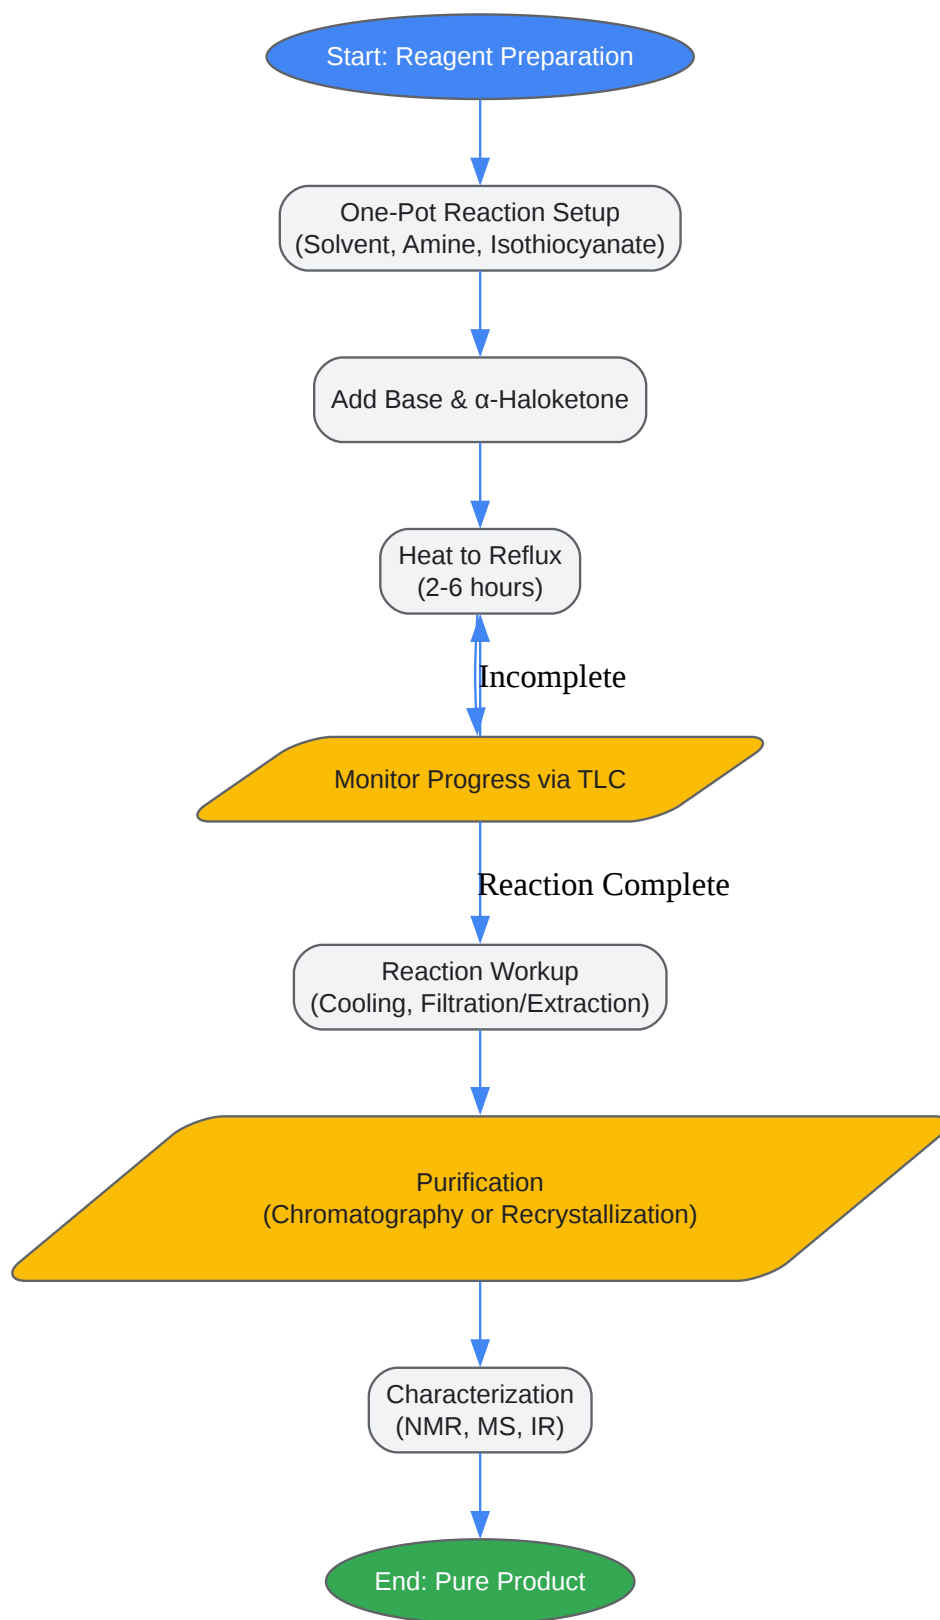 Start: Reagent Preparation
One-Pot Reaction Setup
(Solvent, Amine, Isothiocyanate)
Add Base & α-Haloketone
Heat to Reflux
(2-6 hours)
Incomplete
Monitor Progress via TLC
Reaction Complete
Reaction Workup
(Cooling, Filtration/Extraction)
Purification
(Chromatography or Recrystallization)
Characterization
(NMR, MS, IR)
End: Pure Product